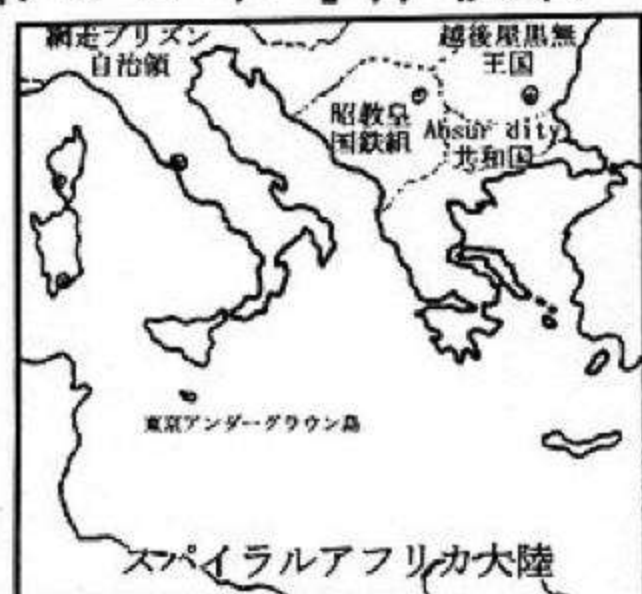 網走プリズン
自治領
越後屋黒無
王国
昭教皇
国鉄組
Absur dity
共和国
東京アンダーグラウン島
スパイラルアフリカ大陸